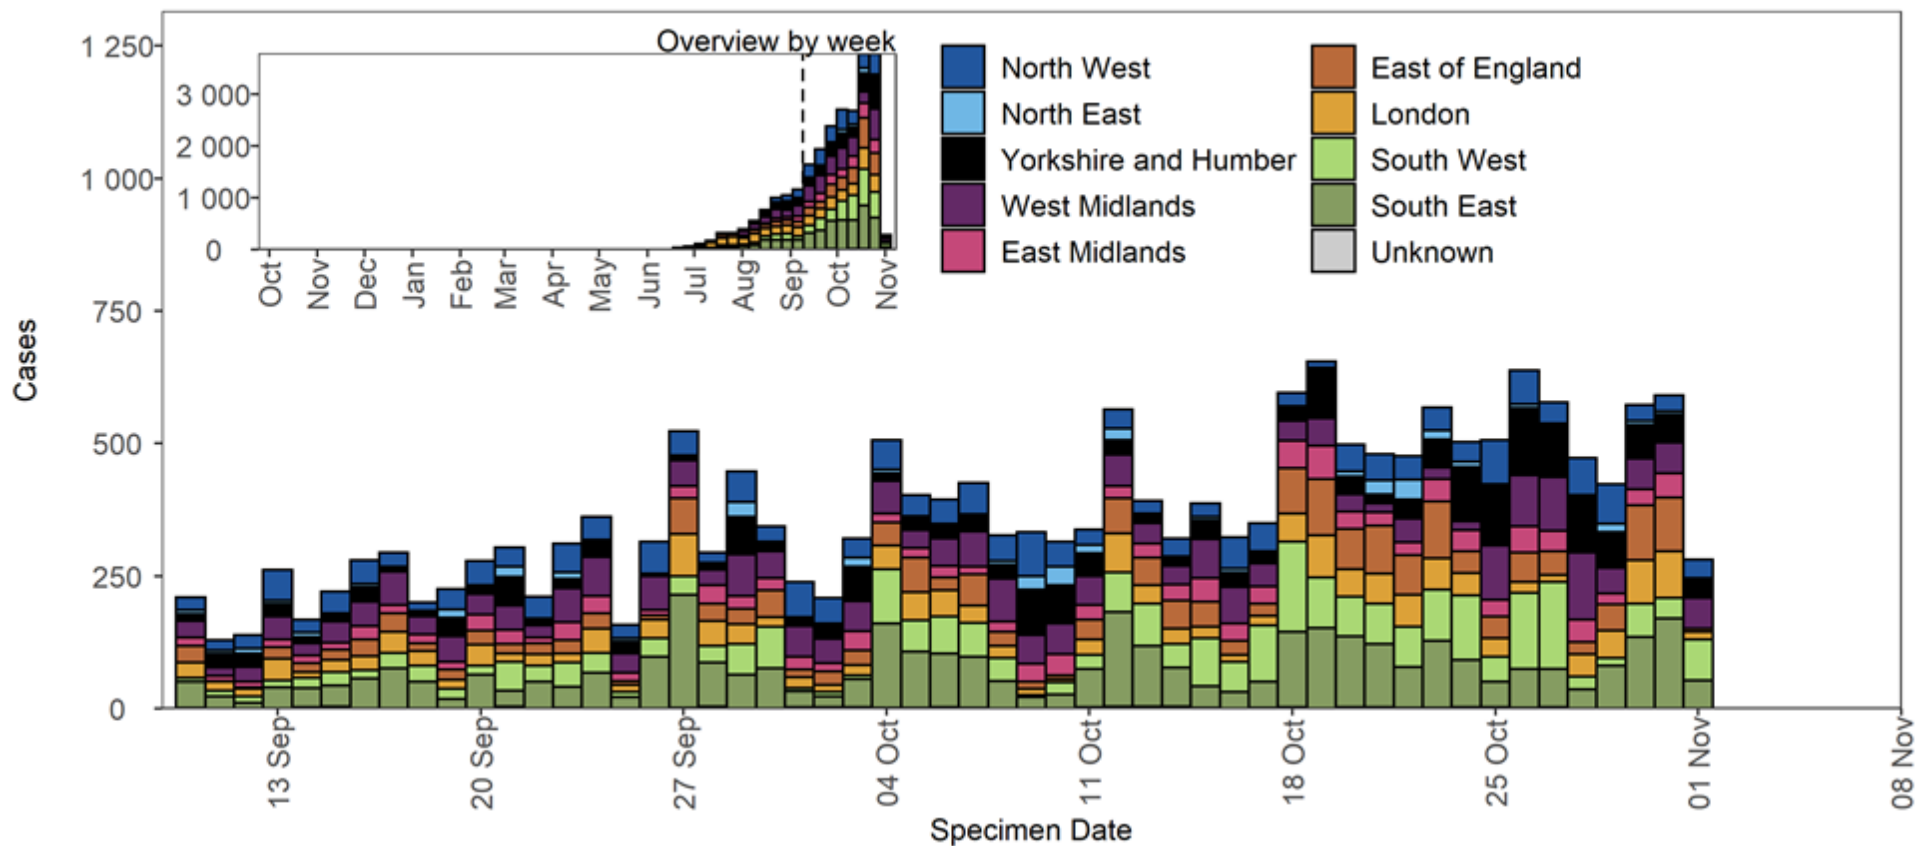 Overview by week
1 250
1 000
750
500
250
0
Cases
3 000
2 000
1 000
0
Oct
Nov
Dec
Jan
Feb
Mar
Apr
May
Jun
Jul
Aug
Sep
Oct
Nov
North West
North East
Yorkshire and Humber
West Midlands
East Midlands
East of England
London
South West
South East
Unknown
13 Sep
20 Sep
27 Sep
04 Oct
11 Oct
18 Oct
25 Oct
01 Nov
08 Nov
Specimen Date